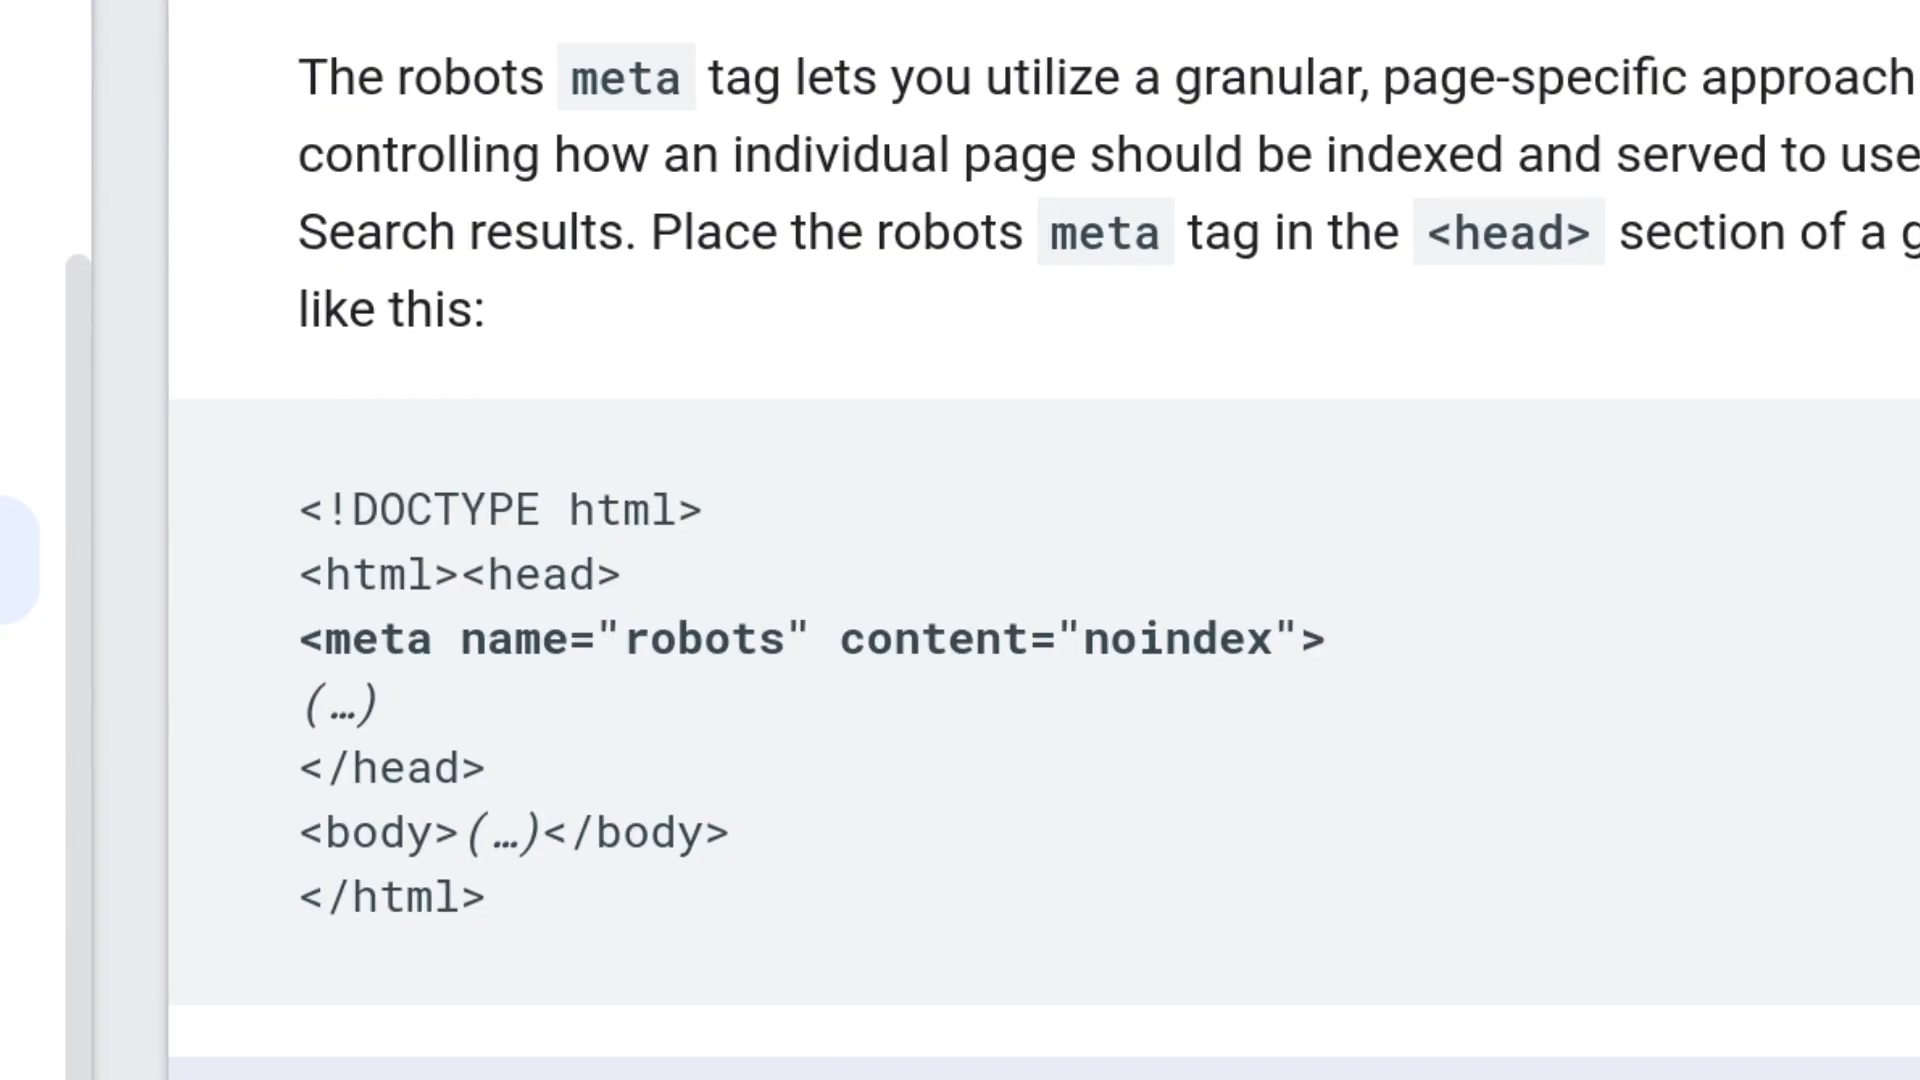 The robots meta tag lets you utilize a granular, page-specific approach
controlling how an individual page should be indexed and served to use
Search results. Place the robots meta tag in the <head> section of a g
like this:
<!DOCTYPE html>
<html><head>
<meta name="robots" content="noindex">
(…)
</head>
<body>(…)</body>
</html>